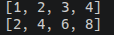 [1, 2, 3, 4]
[2, 4, 6, 8]